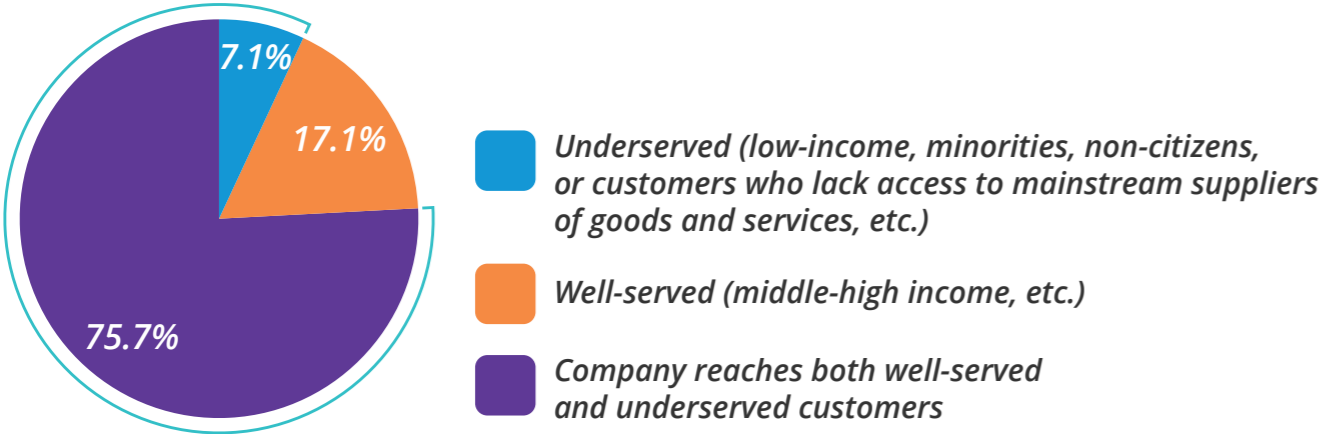 7.1%
17.1%
75.7%
Underserved (low-income, minorities, non-citizens,
or customers who lack access to mainstream suppliers
of goods and services, etc.)
Well-served (middle-high income, etc.)
Company reaches both well-served
and underserved customers